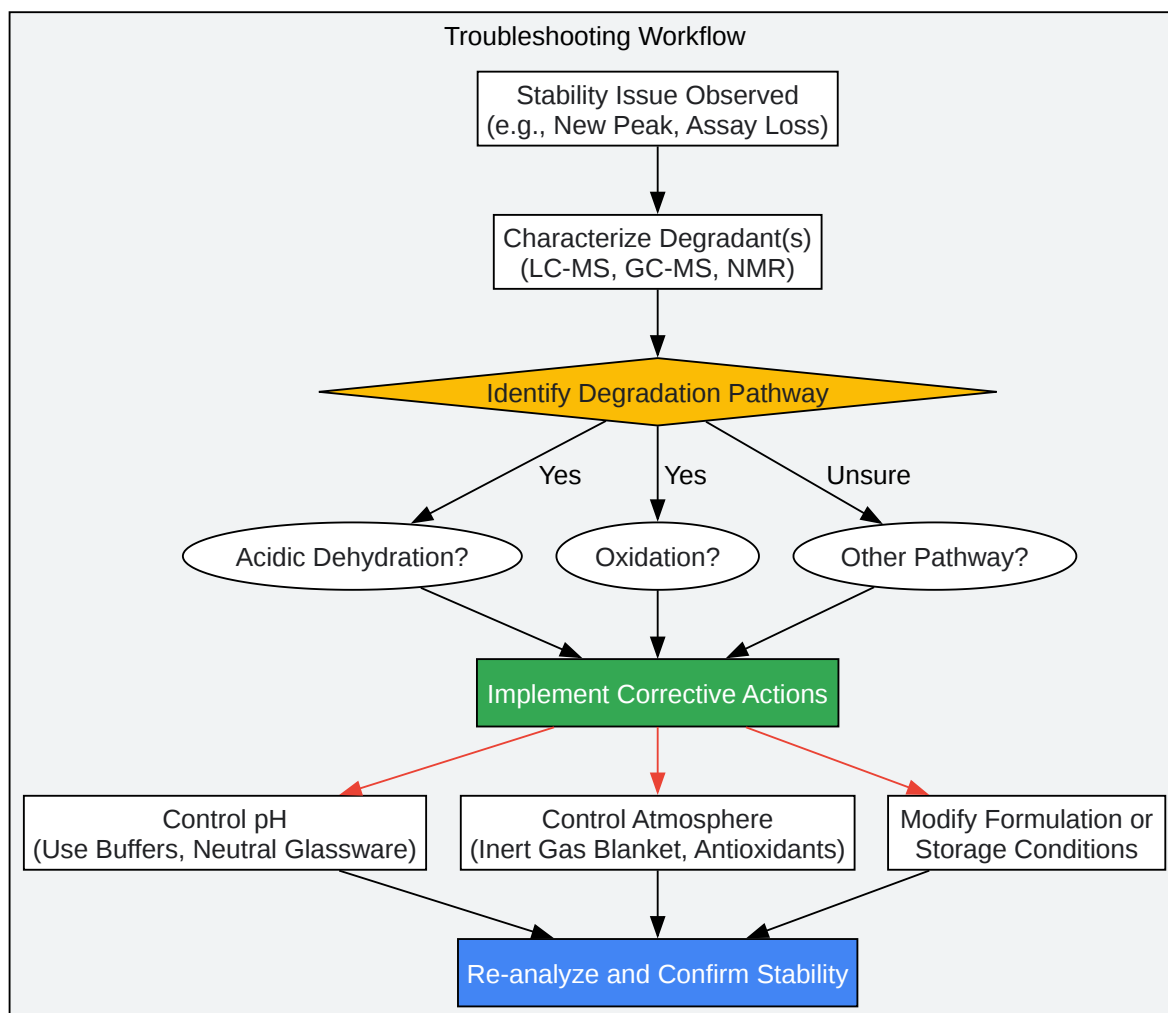 Troubleshooting Workflow
Stability Issue Observed
(e.g., New Peak, Assay Loss)
Characterize Degradant(s)
(LC-MS, GC-MS, NMR)
Identify Degradation Pathway
Yes
Yes
Unsure
Acidic Dehydration?
Oxidation?
Other Pathway?
Implement Corrective Actions
Control pH
(Use Buffers, Neutral Glassware)
Control Atmosphere
(Inert Gas Blanket, Antioxidants)
Modify Formulation or
Storage Conditions
Re-analyze and Confirm Stability